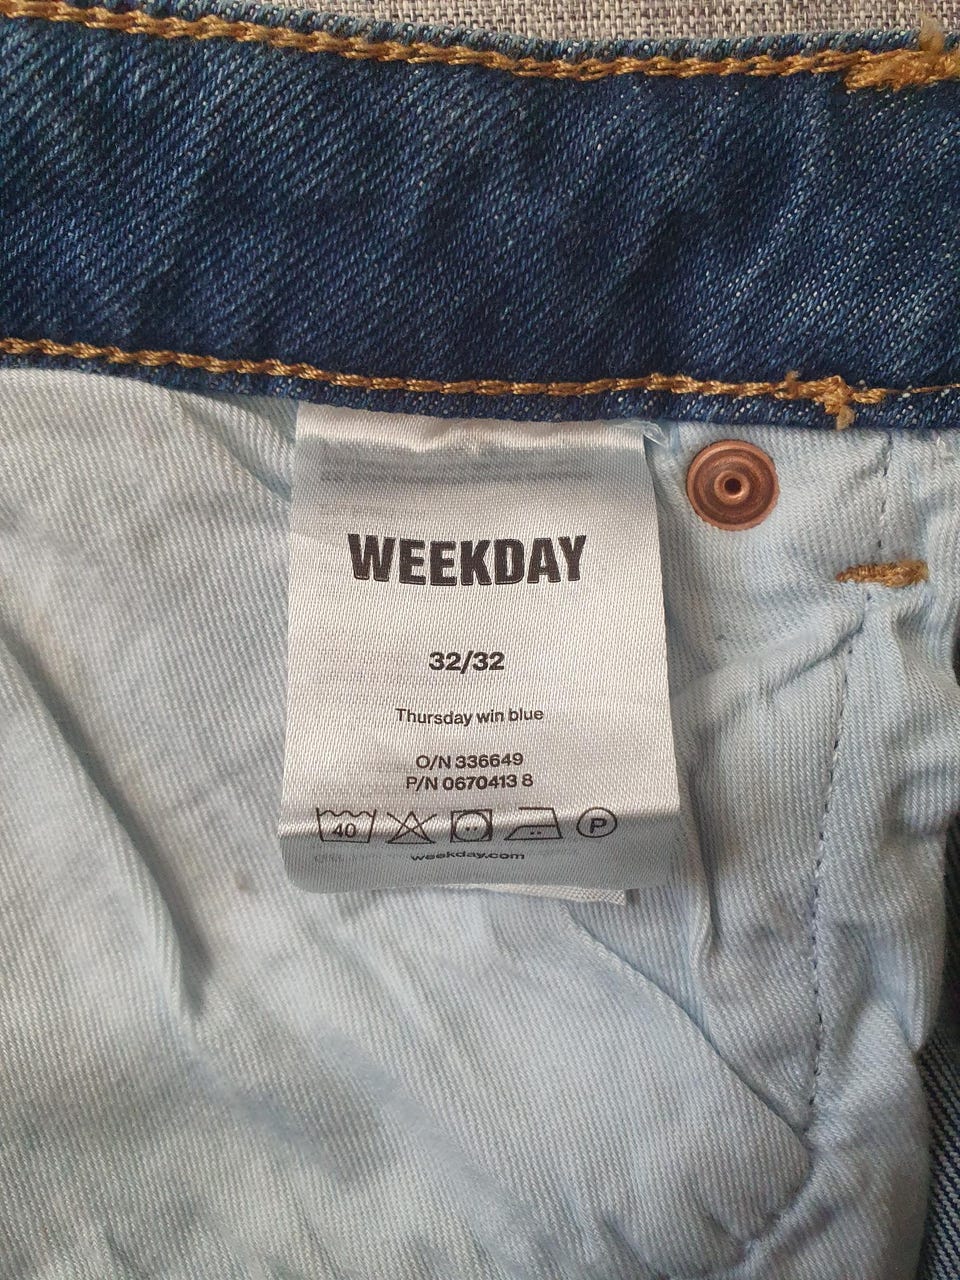 WEEKDAY
32/32
Thursday win blue
O/N 336649
P/N 0670413 8
40 P
weekday.com